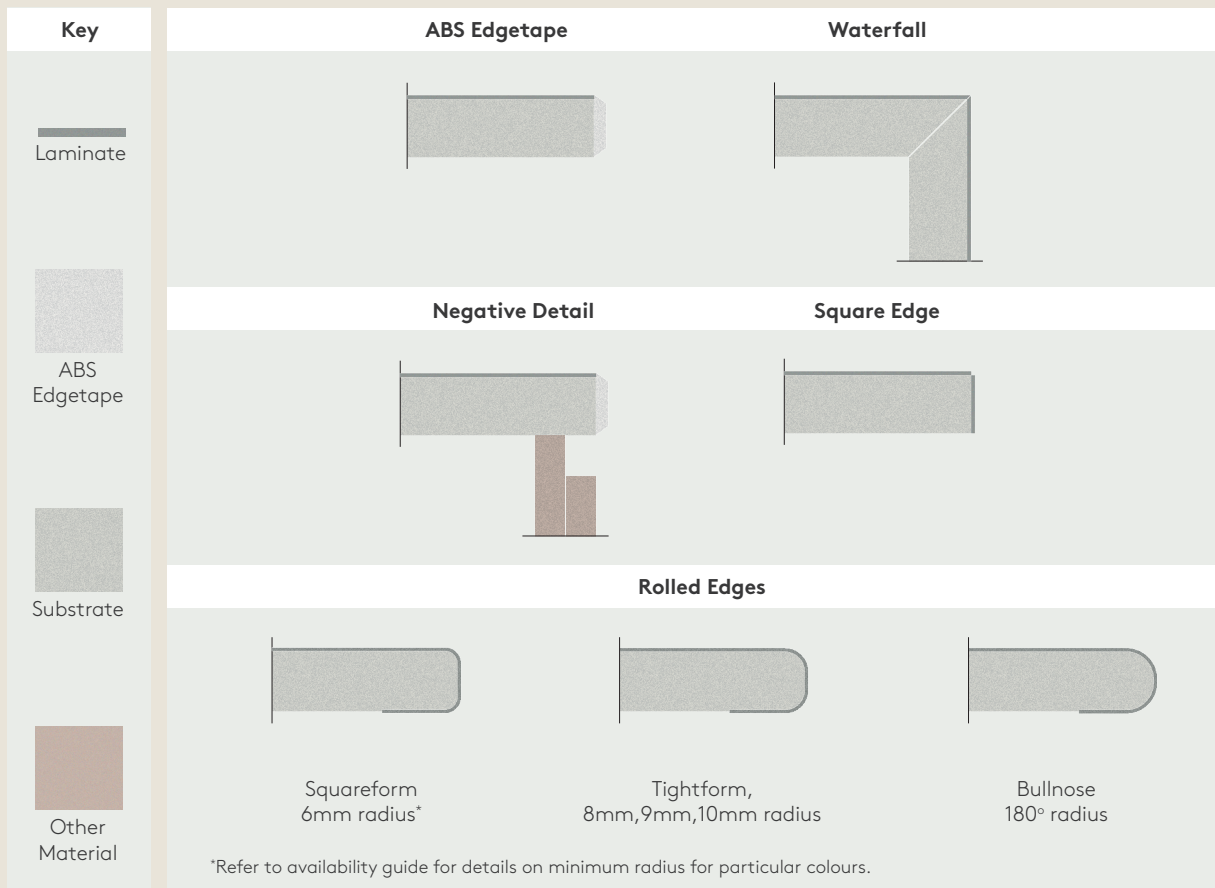 Key
Laminate
ABS
Edgetape
Substrate
Other
Material
ABS Edgetape
Waterfall
Negative Detail
Square Edge
Rolled Edges
Squareform
6mm radius*
Tightform,
8mm,9mm,10mm radius
Bullnose
180° radius
*Refer to availability guide for details on minimum radius for particular colours.